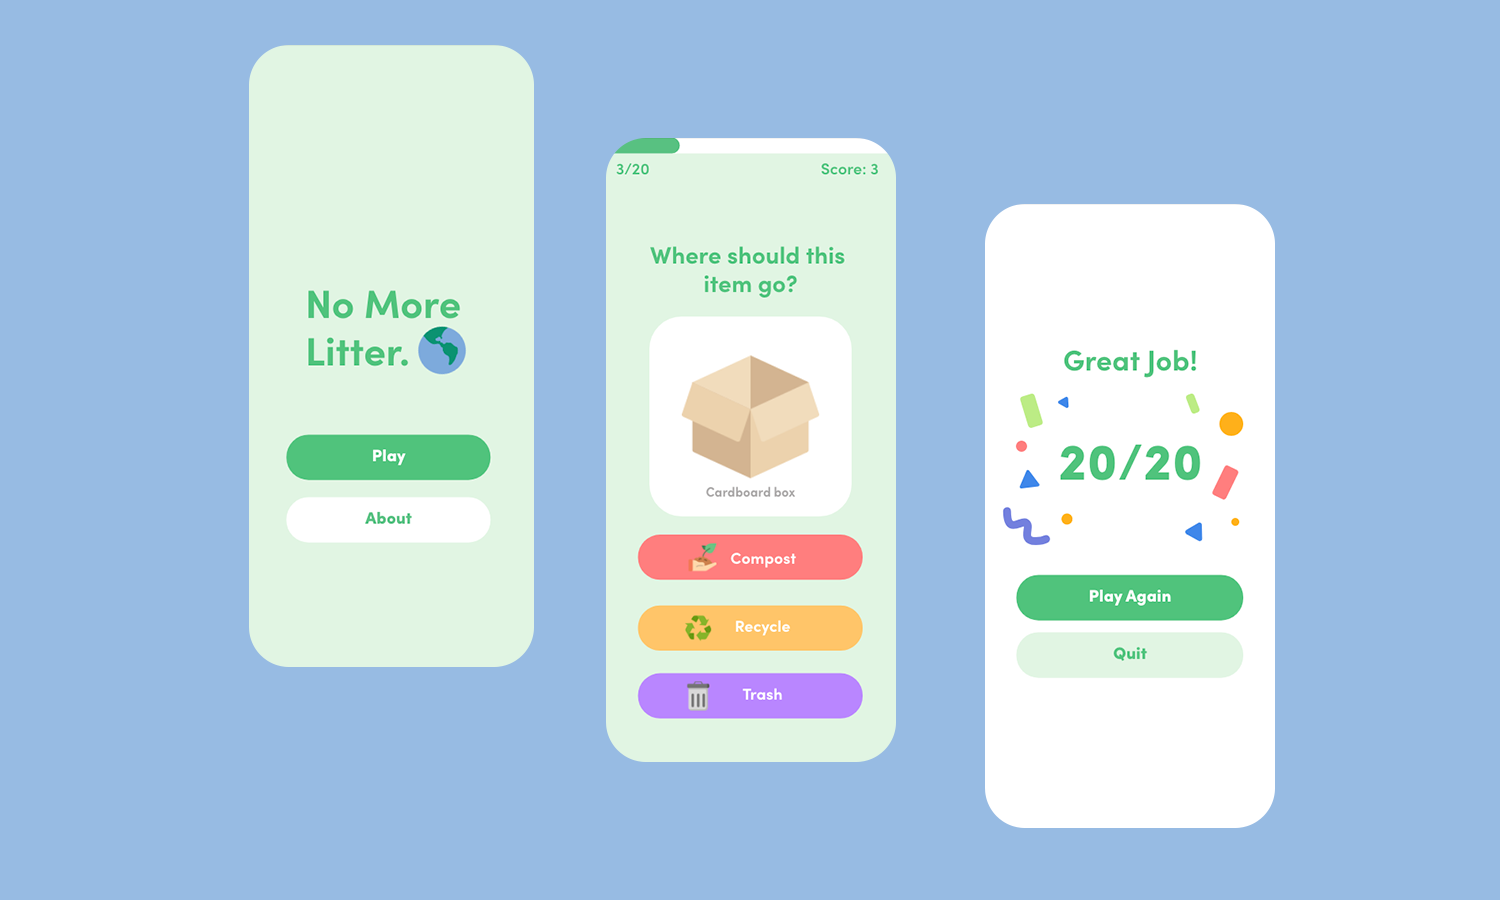 No More
Litter.
Play
About
3/20
Score: 3
Where should this
item go?
Cardboard box
Compost
Recycle
Trash
Great Job!
20/20
Play Again
Quit